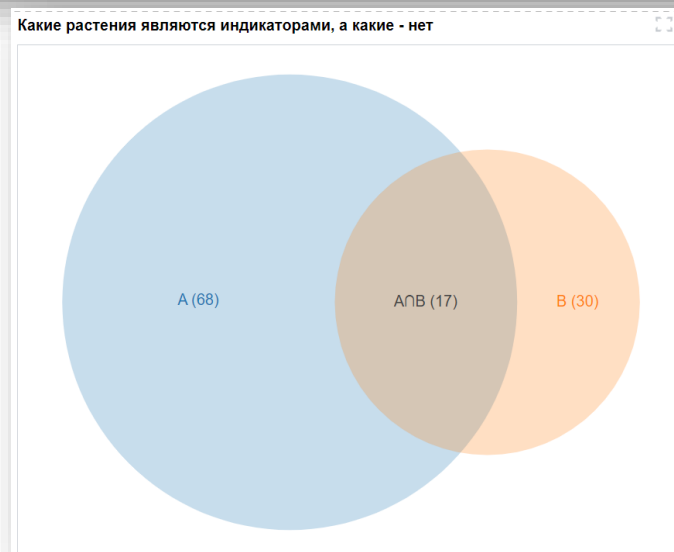 Какие растения являются индикаторами, а какие - нет
A (68)
A∩B (17)
B (30)